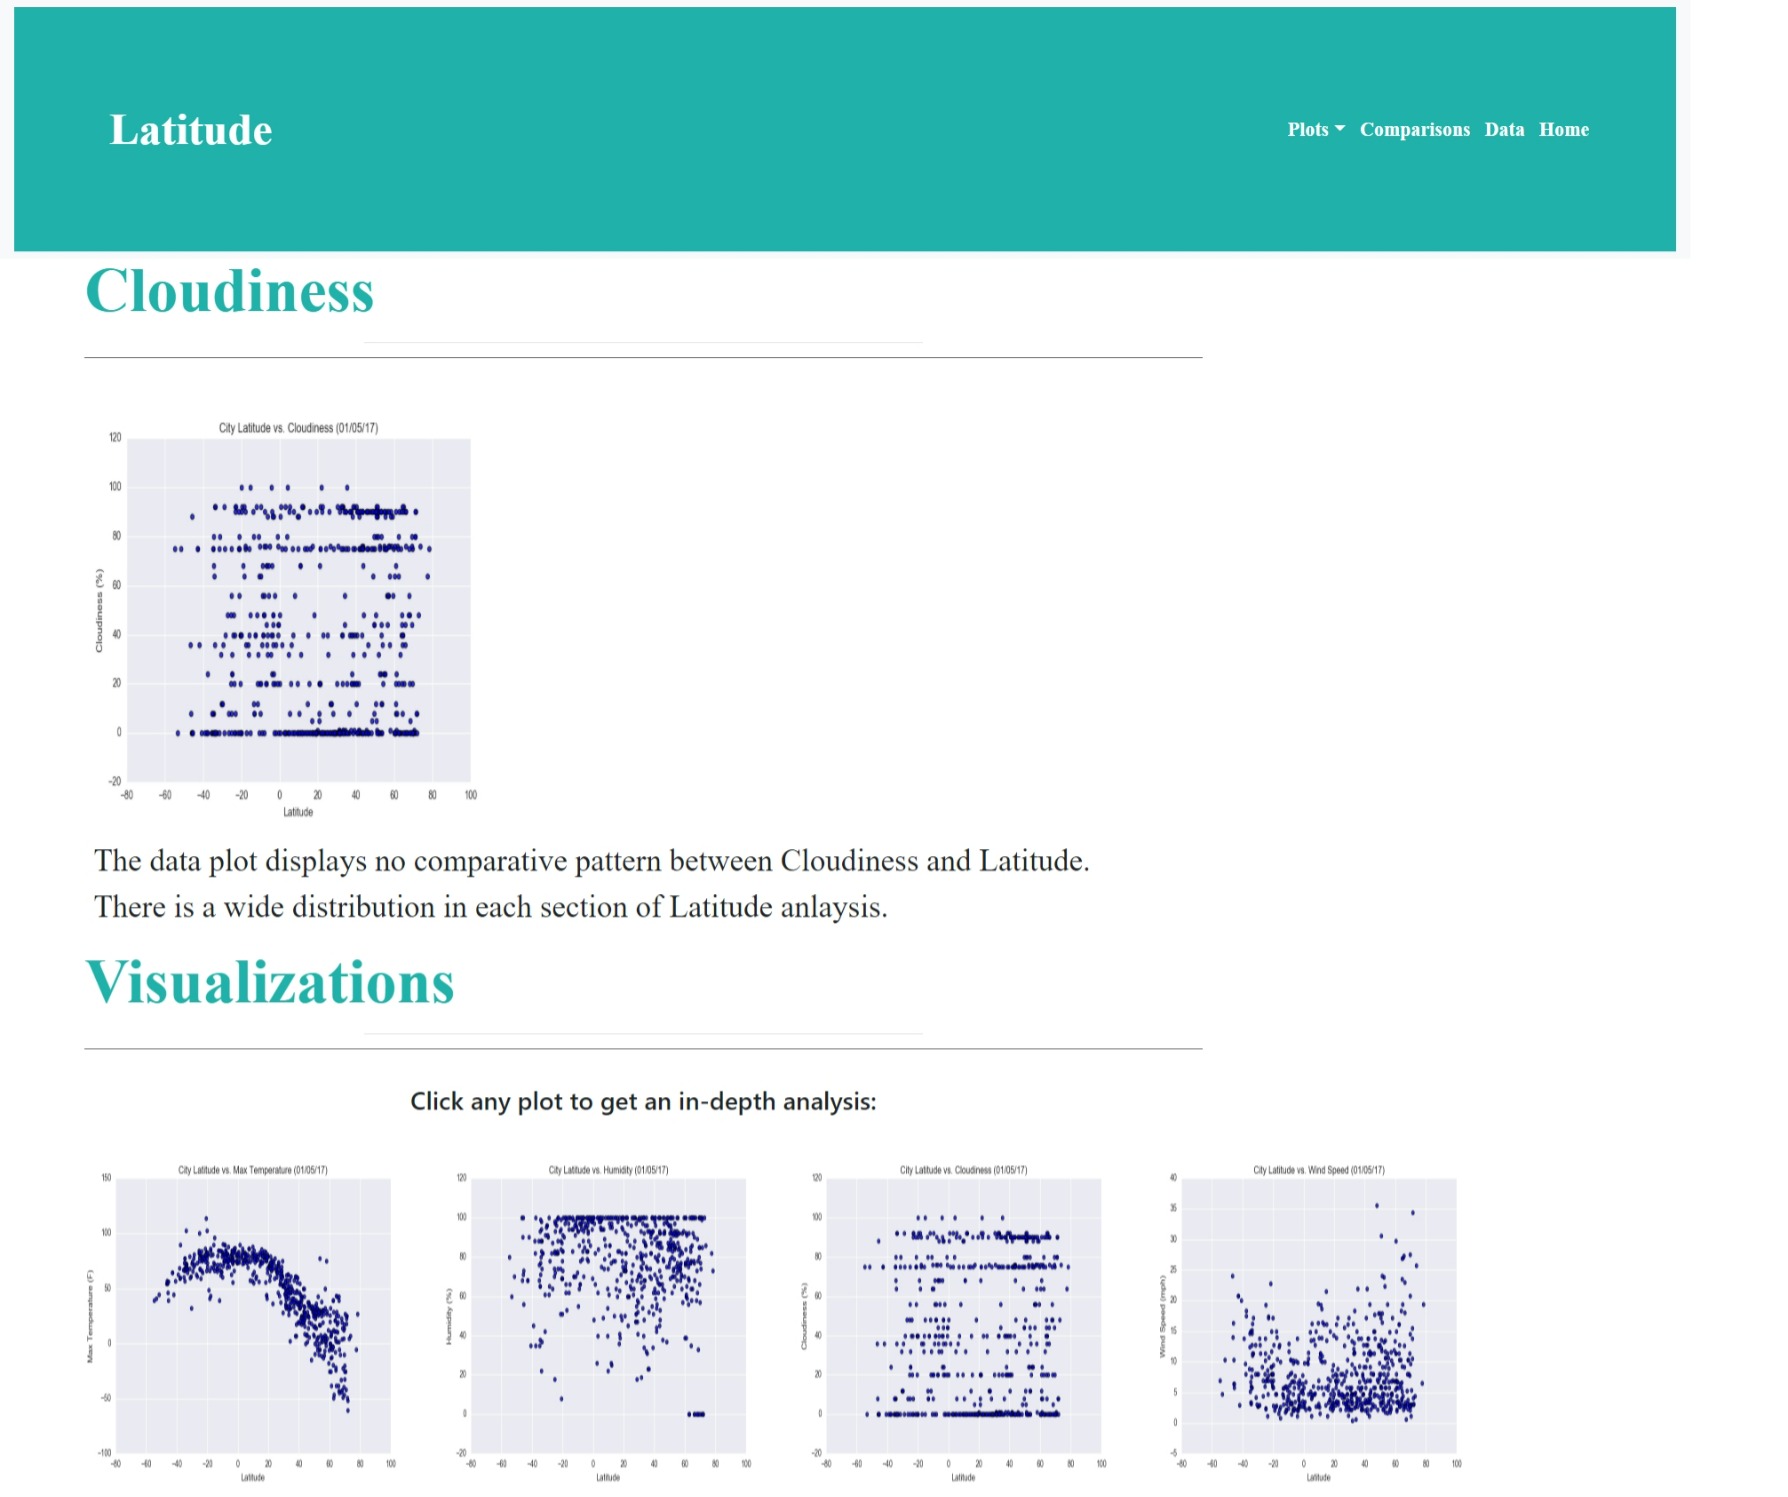 Latitude
Plots Comparisons Data Home
Cloudiness
City Latitude vs. Cloudiness (01/05/17)
120
100
80
60
40
20
0
−20
Cloudiness (%)
−80 −60 −40 −20 0 20 40 60 80 100
Latitude
The data plot displays no comparative pattern between Cloudiness and Latitude.
There is a wide distribution in each section of Latitude anlaysis.
Visualizations
Click any plot to get an in-depth analysis:
City Latitude vs. Max Temperature (01/05/17)
150
100
50
0
−50
−100
Max Temperature (F)
−80 −60 −40 −20 0 20 40 60 80 100
Latitude
City Latitude vs. Humidity (01/05/17)
120
100
80
60
40
20
0
−20
Humidity (%)
−80 −60 −40 −20 0 20 40 60 80 100
Latitude
City Latitude vs. Cloudiness (01/05/17)
120
100
80
60
40
20
0
−20
Cloudiness (%)
−80 −60 −40 −20 0 20 40 60 80 100
Latitude
City Latitude vs. Wind Speed (01/05/17)
40
35
30
25
20
15
10
5
0
−5
Wind Speed (mph)
−80 −60 −40 −20 0 20 40 60 80 100
Latitude